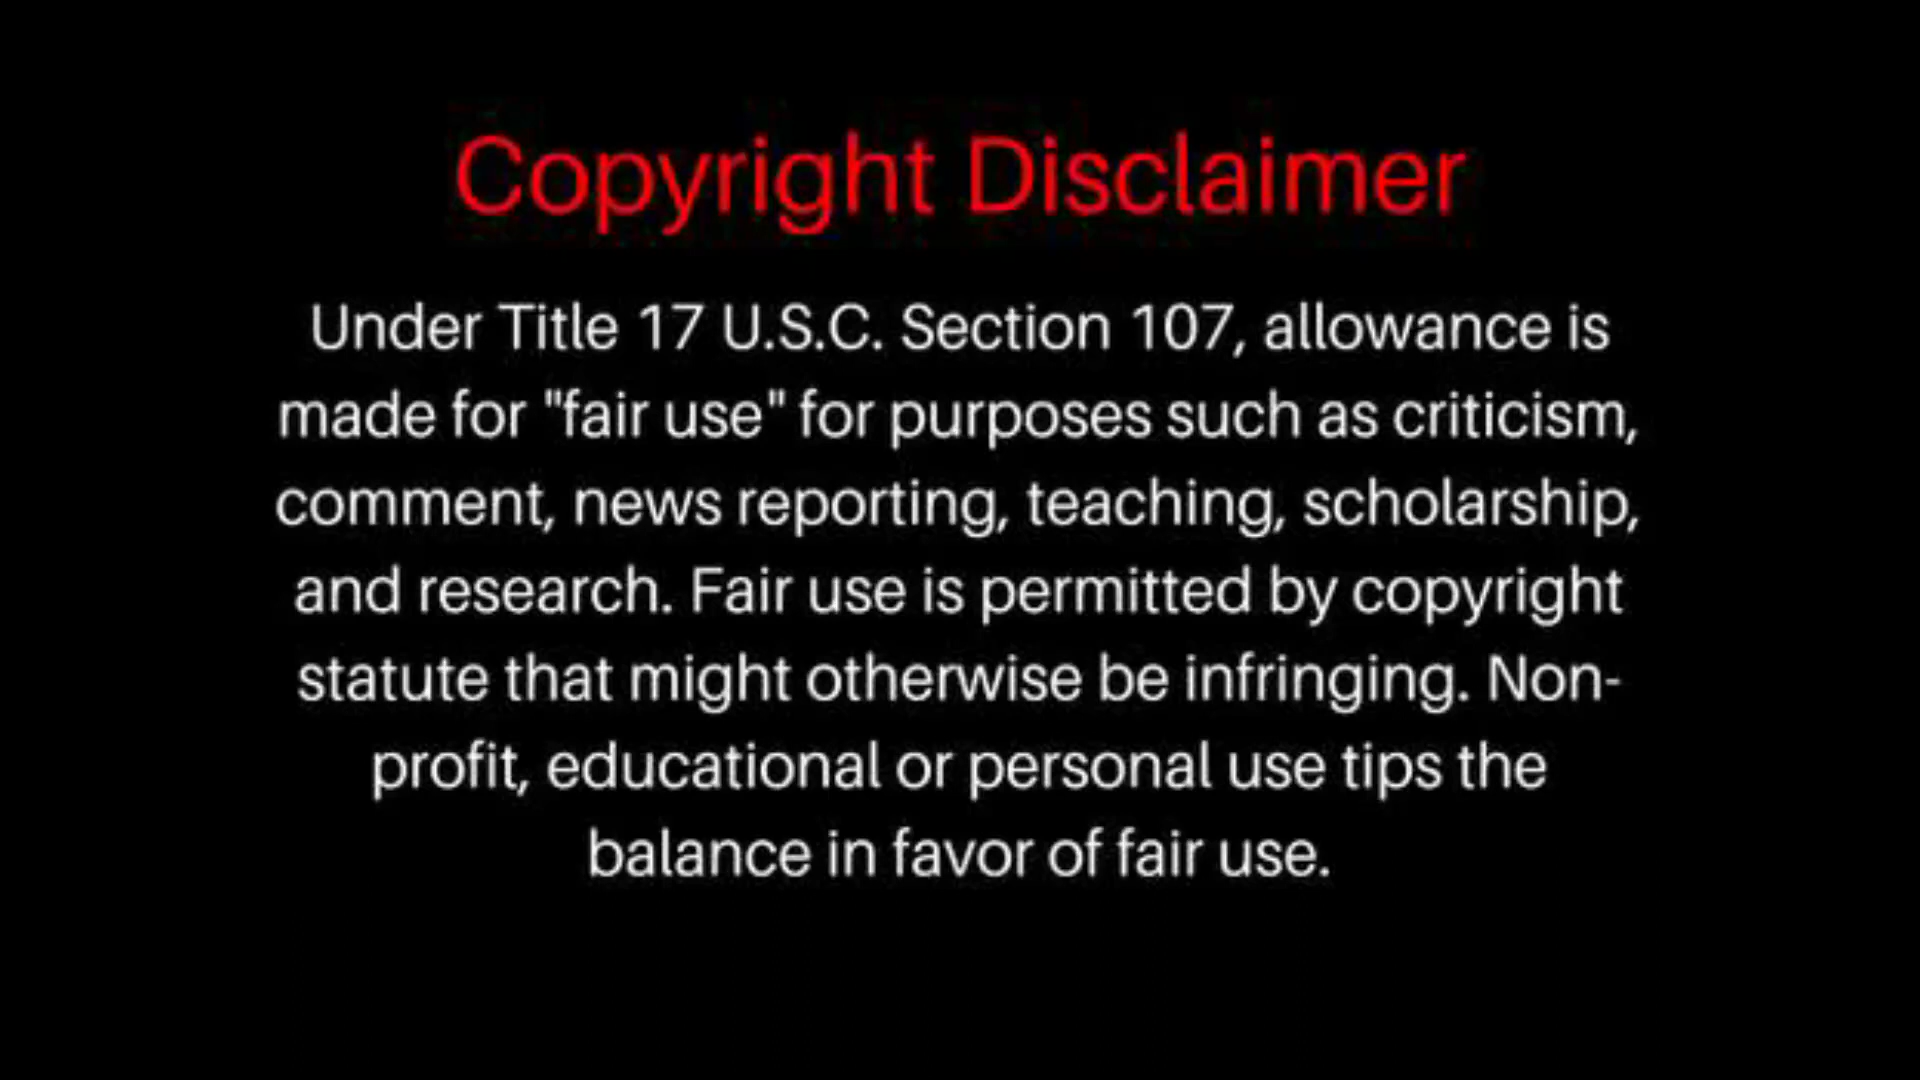 Copyright Disclaimer
Under Title 17 U.S.C. Section 107, allowance is
made for "fair use" for purposes such as criticism,
comment, news reporting, teaching, scholarship,
and research. Fair use is permitted by copyright
statute that might otherwise be infringing. Non-
profit, educational or personal use tips the
balance in favor of fair use.